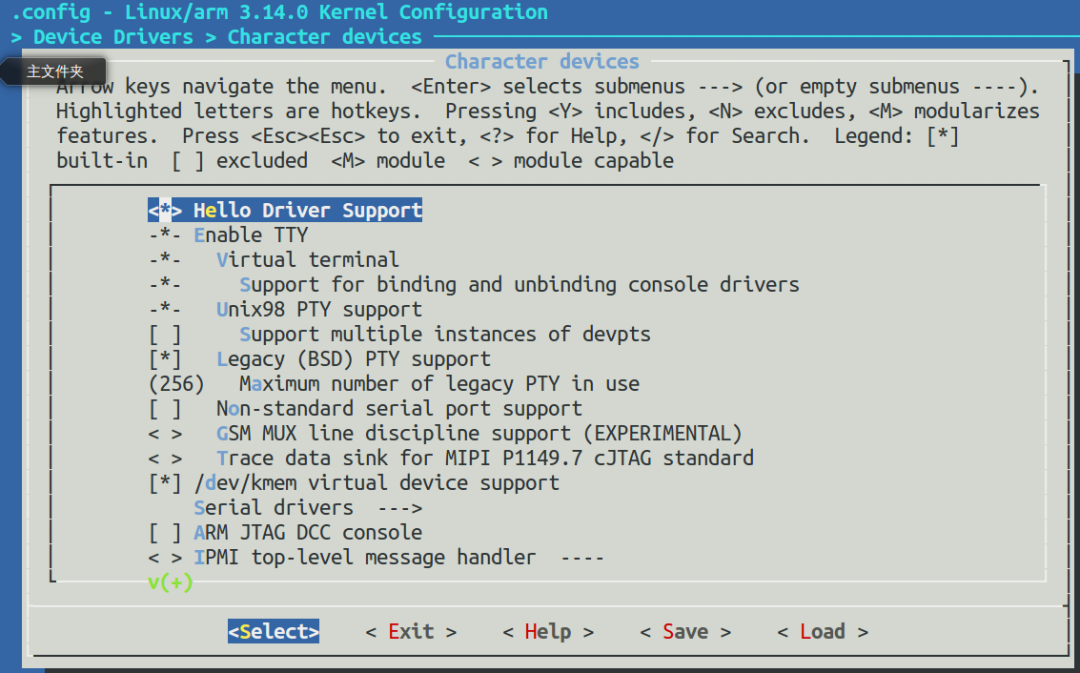 .config - Linux/arm 3.14.0 Kernel Configuration
> Device Drivers > Character devices
Character devices
主文件夹
Arrow keys navigate the menu.  <Enter> selects submenus ---> (or empty submenus ----).
Highlighted letters are hotkeys.  Pressing <Y> includes, <N> excludes, <M> modularizes
features.  Press <Esc><Esc> to exit, <?> for Help, </> for Search.  Legend: [*]
built-in  [ ] excluded  <M> module  < > module capable
<*> Hello Driver Support
-*- Enable TTY
-*-   Virtual terminal
-*-     Support for binding and unbinding console drivers
-*-   Unix98 PTY support
[ ]     Support multiple instances of devpts
[*]   Legacy (BSD) PTY support
(256)   Maximum number of legacy PTY in use
[ ]   Non-standard serial port support
< >   GSM MUX line discipline support (EXPERIMENTAL)
< >   Trace data sink for MIPI P1149.7 cJTAG standard
[*] /dev/kmem virtual device support
    Serial drivers  --->
[ ] ARM JTAG DCC console
< > IPMI top-level message handler  ----
v(+)
<Select>    < Exit >    < Help >    < Save >    < Load >